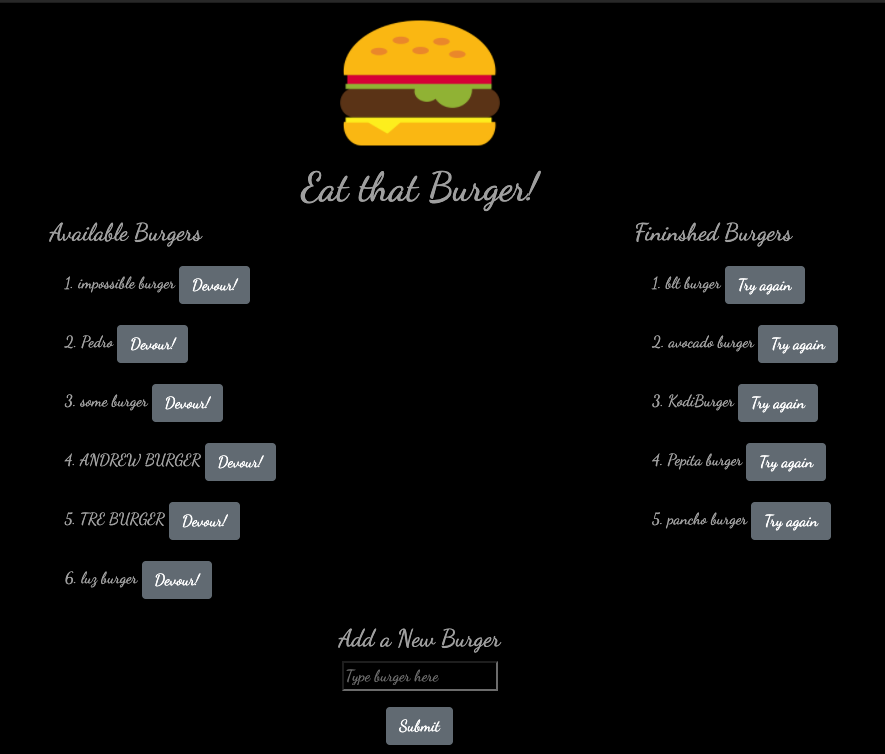 Eat that Burger!
Available Burgers
1. impossible burger Devour!
2. Pedro Devour!
3. some burger Devour!
4. ANDREW BURGER Devour!
5. TRE BURGER Devour!
6. luz burger Devour!
Fininshed Burgers
1. blt burger Try again
2. avocado burger Try again
3. KodiBurger Try again
4. Pepita burger Try again
5. pancho burger Try again
Add a New Burger
Type burger here
Submit